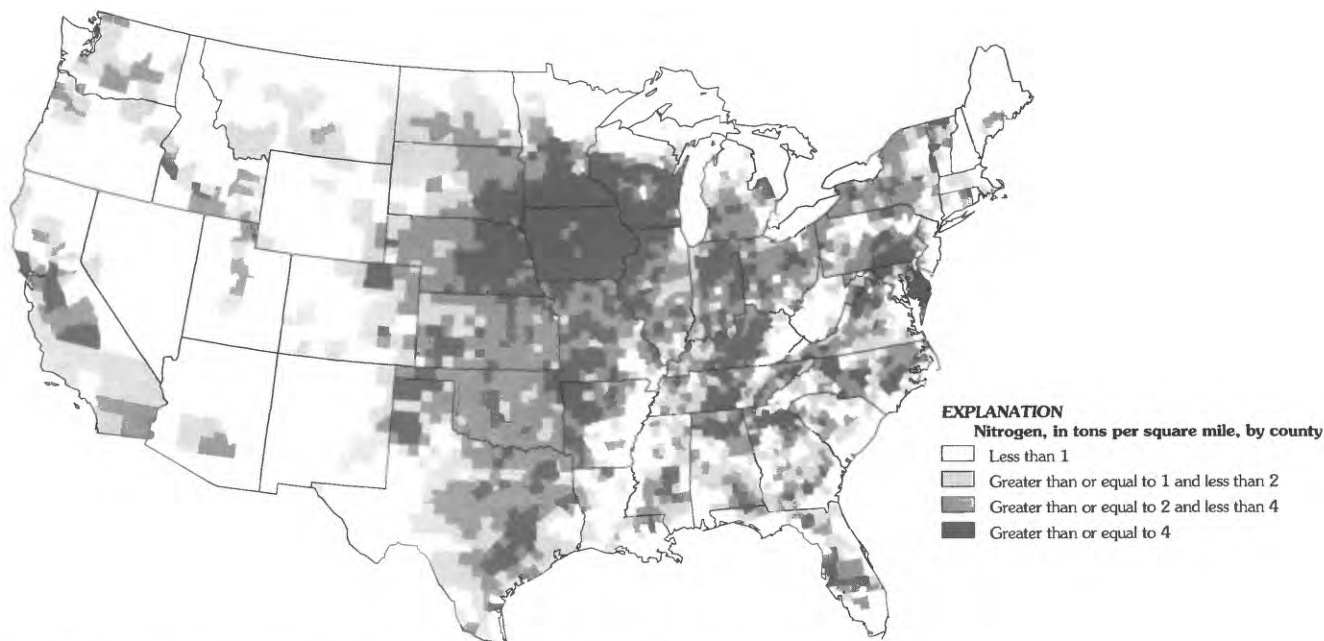 EXPLANATION
Nitrogen, in tons per square mile, by county
Less than 1
Greater than or equal to 1 and less than 2
Greater than or equal to 2 and less than 4
Greater than or equal to 4